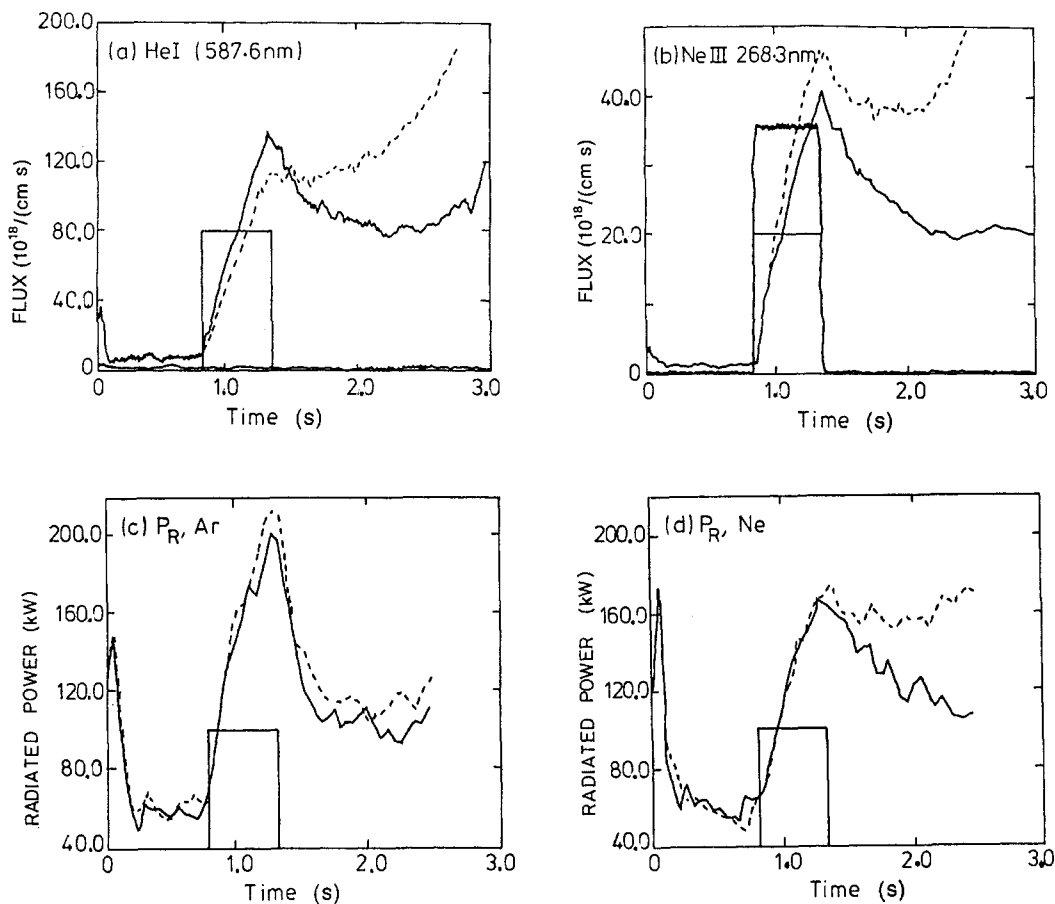 (a) HeI (587·6nm)
200.0
160.0
120.0
80.0
40.0
0
FLUX (10¹⁸/(cm s)
0 1.0 2.0 3.0
Time (s)
(b) NeIII 268·3nm
40.0
20.0
0
FLUX (10¹⁸/(cm s)
0 1.0 2.0 3.0
Time (s)
(c) P_R, Ar
200.0
160.0
120.0
80.0
40.0
RADIATED POWER (kW)
0 1.0 2.0 3.0
Time (s)
(d) P_R, Ne
200.0
160.0
120.0
80.0
40.0
RADIATED POWER (kW)
0 1.0 2.0 3.0
Time (s)